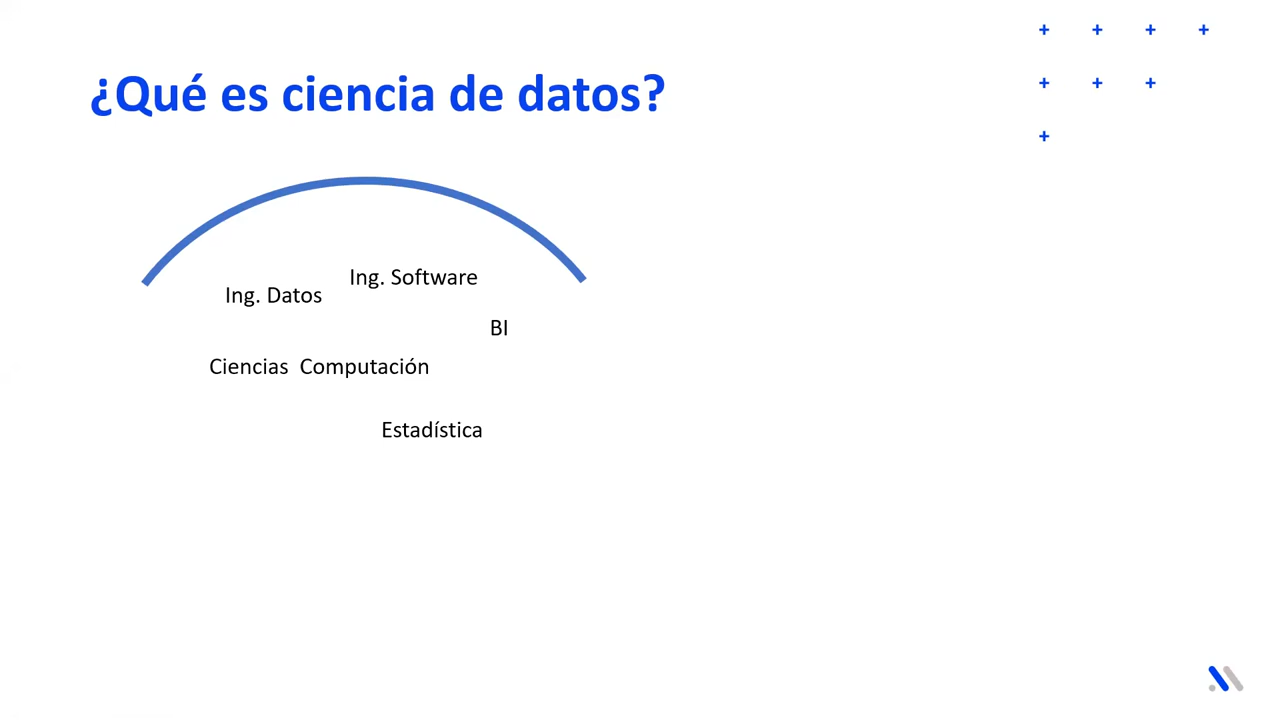 ¿Qué es ciencia de datos?
Ing. Software
Ing. Datos
BI
Ciencias  Computación
Estadística